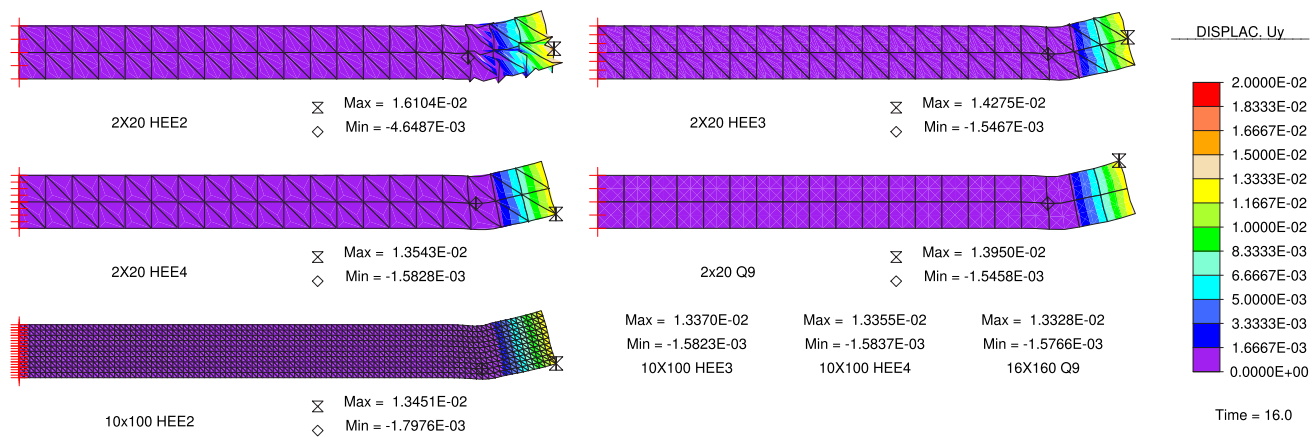 Max = 1.6104E-02
Min = -4.6487E-03
2X20 HEE2
Max = 1.4275E-02
Min = -1.5467E-03
2X20 HEE3
Max = 1.3543E-02
Min = -1.5828E-03
2X20 HEE4
Max = 1.3950E-02
Min = -1.5458E-03
2x20 Q9
Max = 1.3451E-02
Min = -1.7976E-03
10x100 HEE2
Max = 1.3370E-02
Min = -1.5823E-03
10X100 HEE3
Max = 1.3355E-02
Min = -1.5837E-03
10X100 HEE4
Max = 1.3328E-02
Min = -1.5766E-03
16X160 Q9
DISPLAC. Uy
2.0000E-02
1.8333E-02
1.6667E-02
1.5000E-02
1.3333E-02
1.1667E-02
1.0000E-02
8.3333E-03
6.6667E-03
5.0000E-03
3.3333E-03
1.6667E-03
0.0000E+00
Time = 16.0